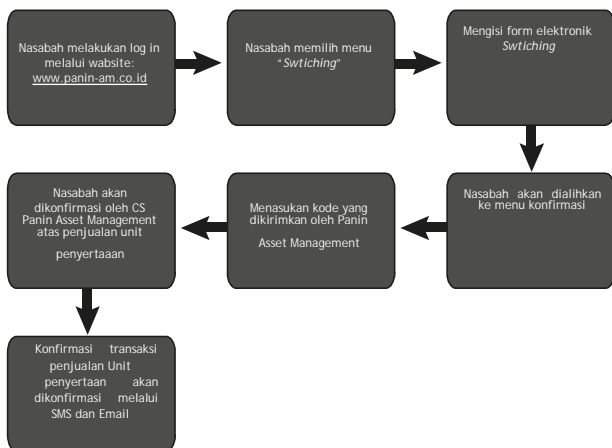 Nasabah melakukan log in
melalui wabsite:
www.panin-am.co.id
Nasabah memilih menu
"Swtiching"
Mengisi form elektronik
Swtiching
Nasabah akan dialihkan
ke menu konfirmasi
Menasukan kode yang
dikirimkan oleh Panin
Asset Management
Nasabah akan
dikonfirmasi oleh CS
Panin Asset Management
atas penjualan unit
penyertaaan
Konfirmasi transaksi
penjualan Unit
penyertaan akan
dikonfirmasi melalui
SMS dan Email